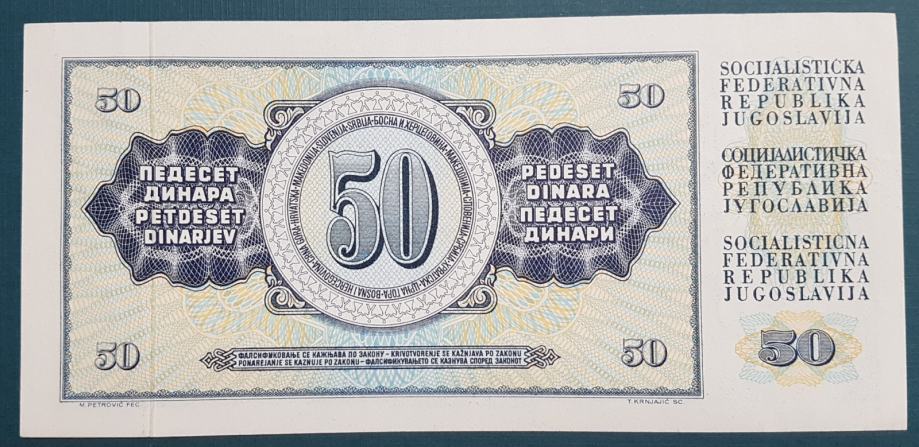 50
50
ПЕДЕСЕТ
ДИНАРА
PETDESET
DINARJEV
50
PEDESET
DINARA
ПЕДЕСЕТ
ДИНАРИ
50
50
ФАЛСИФИКОВАЊЕ СЕ КАЖЊАВА ПО ЗАКОНУ - KRIVOTVORENJE SE KAŽNJAVA PO ZAKONU
PONAREJANJE SE KAZNUJE PO ZAKONU - ФАЛСИФИКУВАЊЕТО СЕ КАЗНУВА СПОРЕД ЗАКОНОТ
M. PETROVIĆ FEC.
T. KRNJAJIĆ SC.
SOCIJALISTIČKA
FEDERATIVNA
REPUBLIKA
JUGOSLAVIJA
СОЦИЈАЛИСТИЧКА
ФЕДЕРАТИВНА
РЕПУБЛИКА
ЈУГОСЛАВИЈА
SOCIALISTIČNA
FEDERATIVNA
REPUBLIKA
JUGOSLAVIJA
50